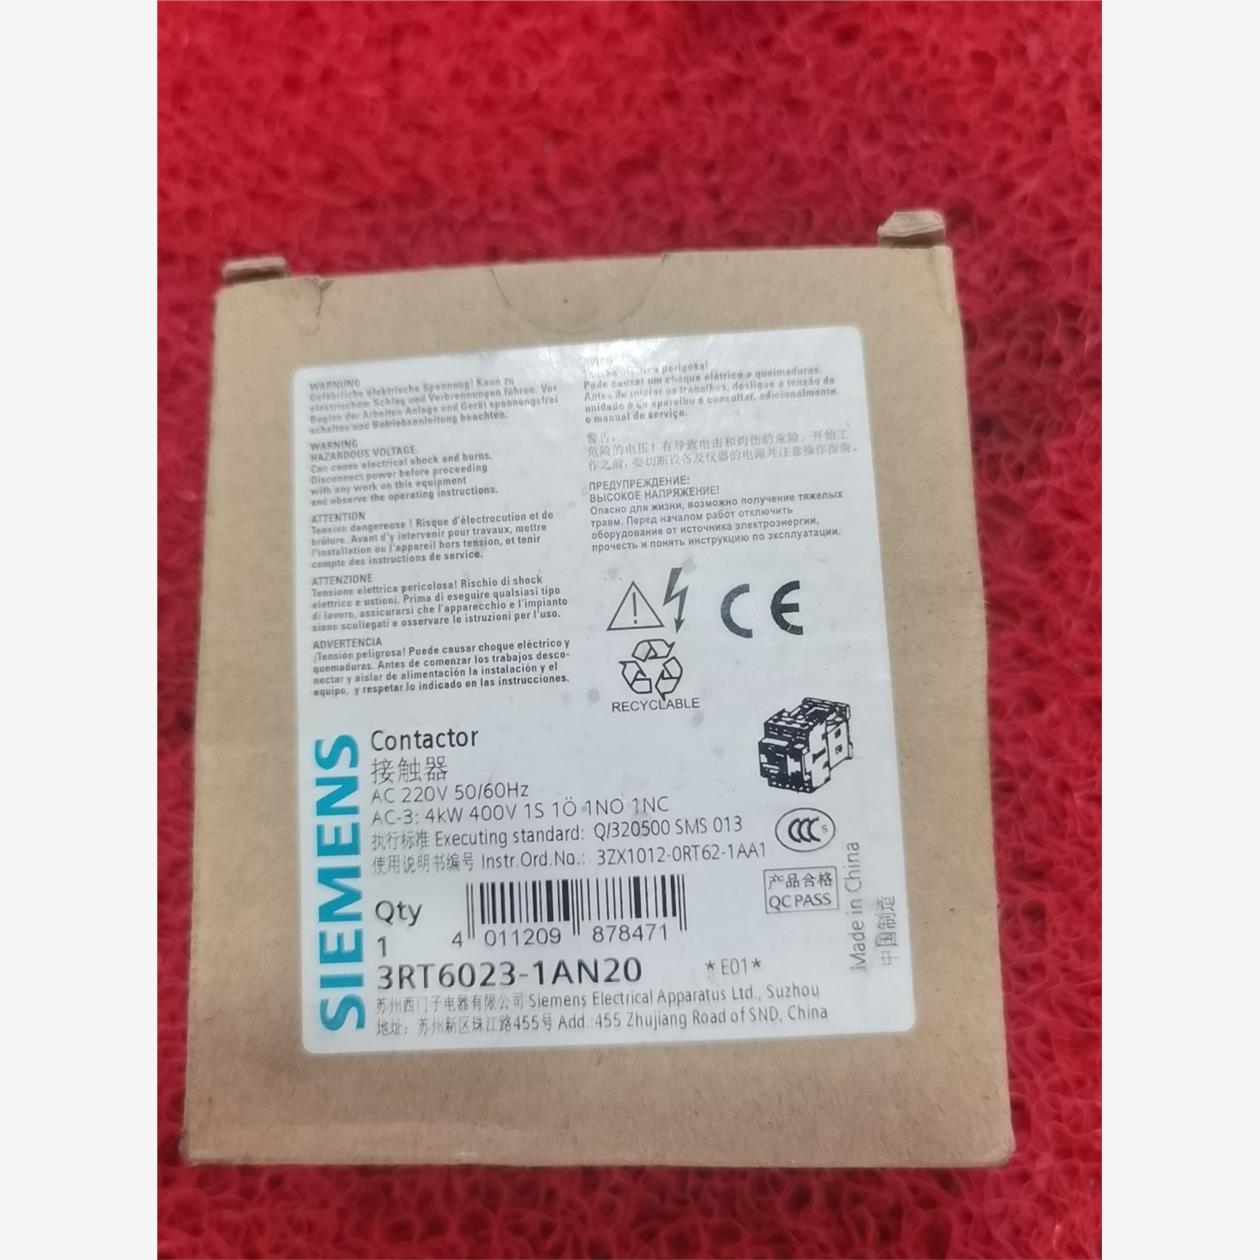 WARNUNG
Gefährliche elektrische Spannung! Kann zu
elektrischem Schlag und Verbrennungen führen. Vor
Beginn der Arbeiten Anlage und Gerät spannungsfrei
schalten und Betriebsanleitung beachten.
WARNING
HAZARDOUS VOLTAGE.
Can cause electrical shock and burns.
Disconnect power before proceeding
with any work on this equipment
and observe the operating instructions.
ATTENTION
Tension dangereuse ! Risque d'électrocution et de
brûlure. Avant d'y intervenir pour travaux, mettre
l'installation ou l'appareil hors tension, et tenir
compte des instructions de service.
ATTENZIONE
Tensione elettrica pericolosa! Rischio di shock
elettrico e ustioni. Prima di eseguire qualsiasi tipo
di lavoro, assicurarsi che l'apparecchio e l'impianto
siano scollegati e osservare le istruzioni per l'uso.
ADVERTENCIA
¡Tensión peligrosa! Puede causar choque eléctrico y
quemaduras. Antes de comenzar los trabajos desco-
nectar y aislar de alimentación la instalación y el
equipo, y respetar lo indicado en las instrucciones.
perigosa!
Pode causar um choque elétrico e queimaduras.
Antes de iniciar os trabalhos, desligue a tensão da
unidade o aparelho e consultar, adicionalmente,
o manual de serviço.
警告:
危险的电压! 有导致电击和灼伤的危险。开始工
作之前, 要切断设备及仪器的电源并注意操作指南。
ПРЕДУПРЕЖДЕНИЕ:
ВЫСОКОЕ НАПРЯЖЕНИЕ!
Опасно для жизни, возможно получение тяжелых
травм. Перед началом работ отключить
оборудование от источника электроэнергии,
прочесть и понять инструкцию по эксплуатации.
CE
RECYCLABLE
SIEMENS
Contactor
接触器
AC 220V 50/60Hz
AC-3: 4kW 400V 1S 1Ö 1NO 1NC
执行标准 Executing standard: Q/320500 SMS 013
使用说明书编号 Instr.Ord.No.: 3ZX1012-0RT62-1AA1
CCC S
产品合格
QC PASS
Made in China
中国制造
Qty
1
4 011209 878471
3RT6023-1AN20 *E01*
苏州西门子电器有限公司 Siemens Electrical Apparatus Ltd., Suzhou
地址: 苏州新区珠江路455号 Add.:455 Zhujiang Road of SND, China